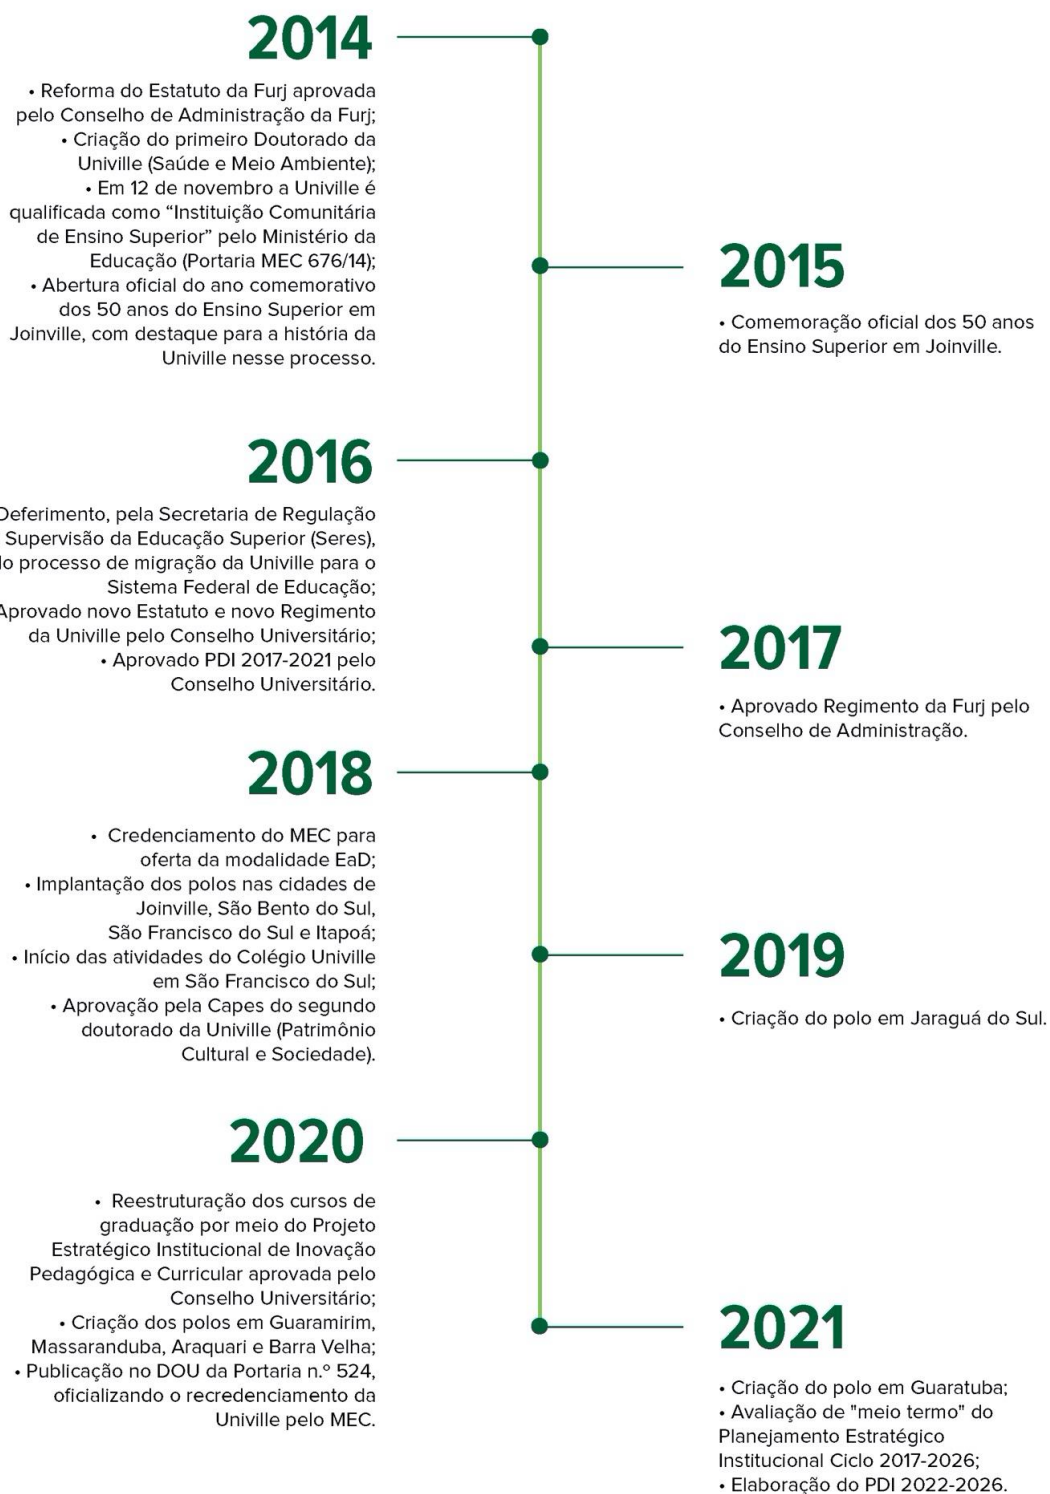 2014
• Reforma do Estatuto da Furj aprovada
pelo Conselho de Administração da Furj;
• Criação do primeiro Doutorado da
Univille (Saúde e Meio Ambiente);
• Em 12 de novembro a Univille é
qualificada como “Instituição Comunitária
de Ensino Superior” pelo Ministério da
Educação (Portaria MEC 676/14);
• Abertura oficial do ano comemorativo
dos 50 anos do Ensino Superior em
Joinville, com destaque para a história da
Univille nesse processo.
2015
• Comemoração oficial dos 50 anos
do Ensino Superior em Joinville.
2016
Deferimento, pela Secretaria de Regulação
Supervisão da Educação Superior (Seres),
do processo de migração da Univille para o
Sistema Federal de Educação;
Aprovado novo Estatuto e novo Regimento
da Univille pelo Conselho Universitário;
• Aprovado PDI 2017-2021 pelo
Conselho Universitário.
2017
• Aprovado Regimento da Furj pelo
Conselho de Administração.
2018
• Credenciamento do MEC para
oferta da modalidade EaD;
• Implantação dos polos nas cidades de
Joinville, São Bento do Sul,
São Francisco do Sul e Itapoá;
• Início das atividades do Colégio Univille
em São Francisco do Sul;
• Aprovação pela Capes do segundo
doutorado da Univille (Patrimônio
Cultural e Sociedade).
2019
• Criação do polo em Jaraguá do Sul.
2020
• Reestruturação dos cursos de
graduação por meio do Projeto
Estratégico Institucional de Inovação
Pedagógica e Curricular aprovada pelo
Conselho Universitário;
• Criação dos polos em Guaramirim,
Massaranduba, Araquari e Barra Velha;
• Publicação no DOU da Portaria n.º 524,
oficializando o recredenciamento da
Univille pelo MEC.
2021
• Criação do polo em Guaratuba;
• Avaliação de "meio termo" do
Planejamento Estratégico
Institucional Ciclo 2017-2026;
• Elaboração do PDI 2022-2026.